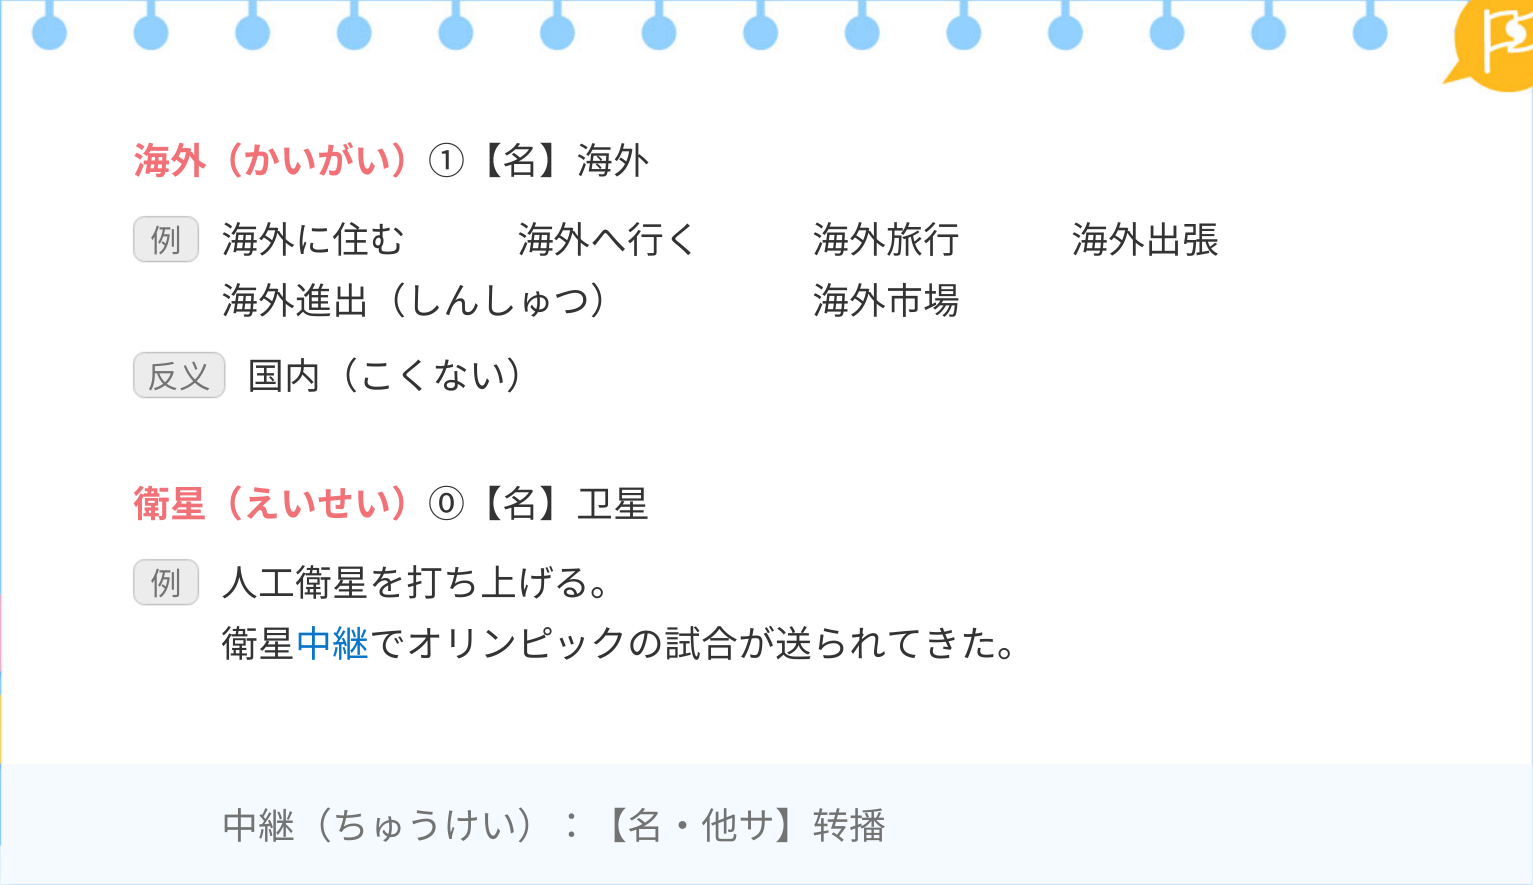 海外（かいがい）①【名】海外
例 海外に住む 海外へ行く 海外旅行 海外出張
海外進出（しんしゅつ） 海外市場
反义 国内（こくない）
衛星（えいせい）⓪【名】卫星
例 人工衛星を打ち上げる。
衛星中継でオリンピックの試合が送られてきた。
中継（ちゅうけい）：【名・他サ】转播